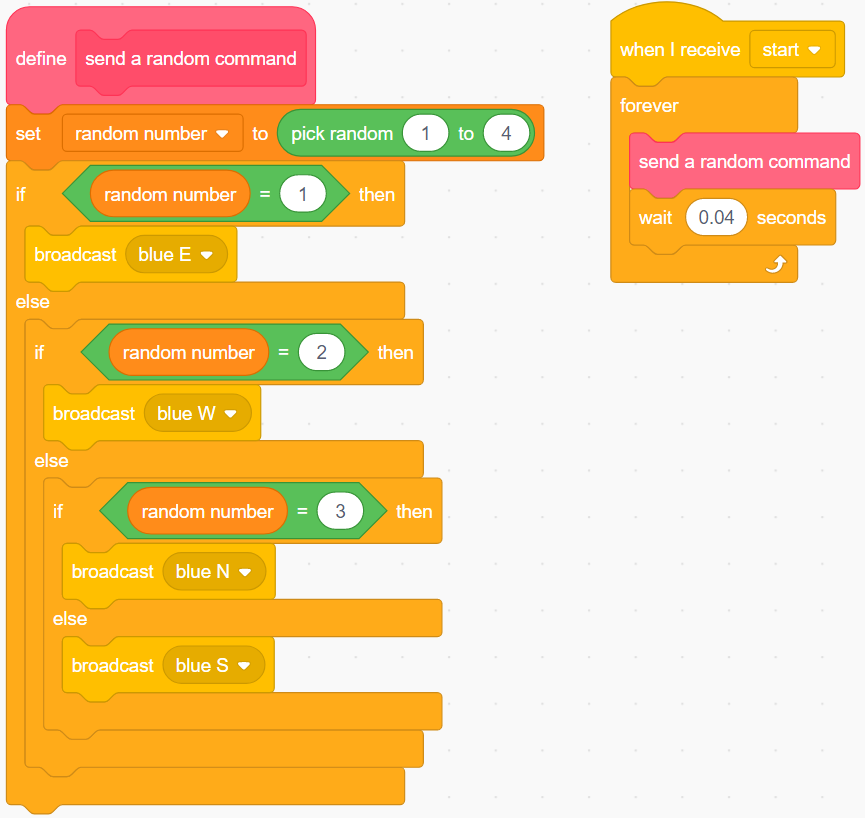 define send a random command
set random number to pick random 1 to 4
if random number = 1 then
broadcast blue E
else
if random number = 2 then
broadcast blue W
else
if random number = 3 then
broadcast blue N
else
broadcast blue S
when I receive start
forever
send a random command
wait 0.04 seconds